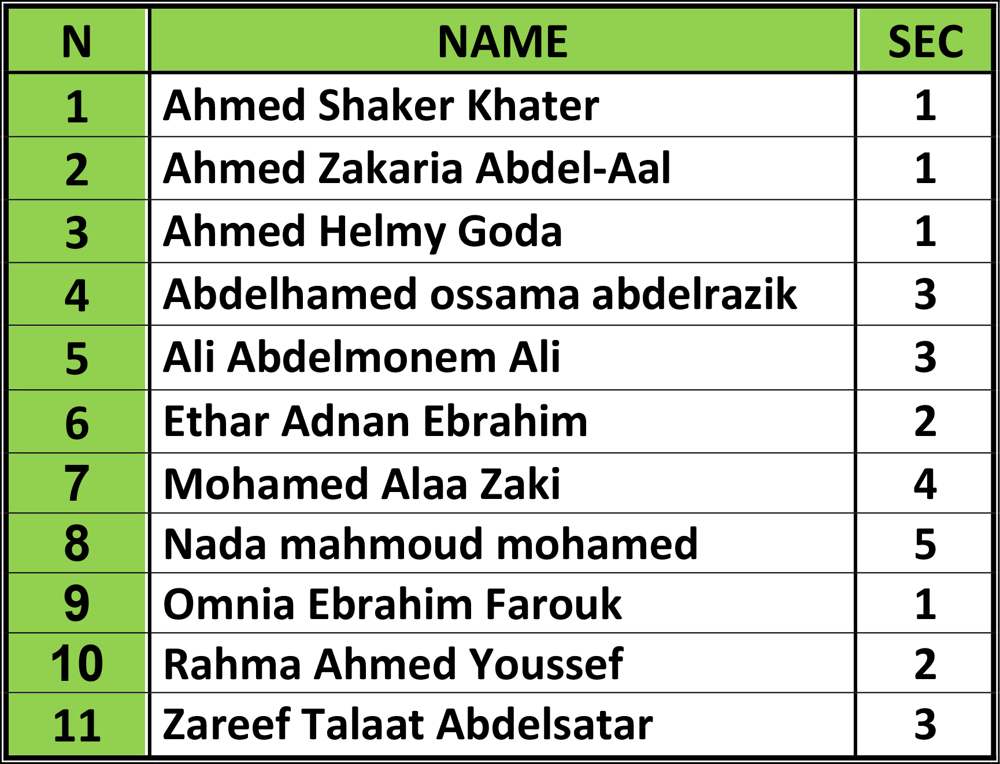 N NAME SEC
1 Ahmed Shaker Khater 1
2 Ahmed Zakaria Abdel-Aal 1
3 Ahmed Helmy Goda 1
4 Abdelhamed ossama abdelrazik 3
5 Ali Abdelmonem Ali 3
6 Ethar Adnan Ebrahim 2
7 Mohamed Alaa Zaki 4
8 Nada mahmoud mohamed 5
9 Omnia Ebrahim Farouk 1
10 Rahma Ahmed Youssef 2
11 Zareef Talaat Abdelsatar 3